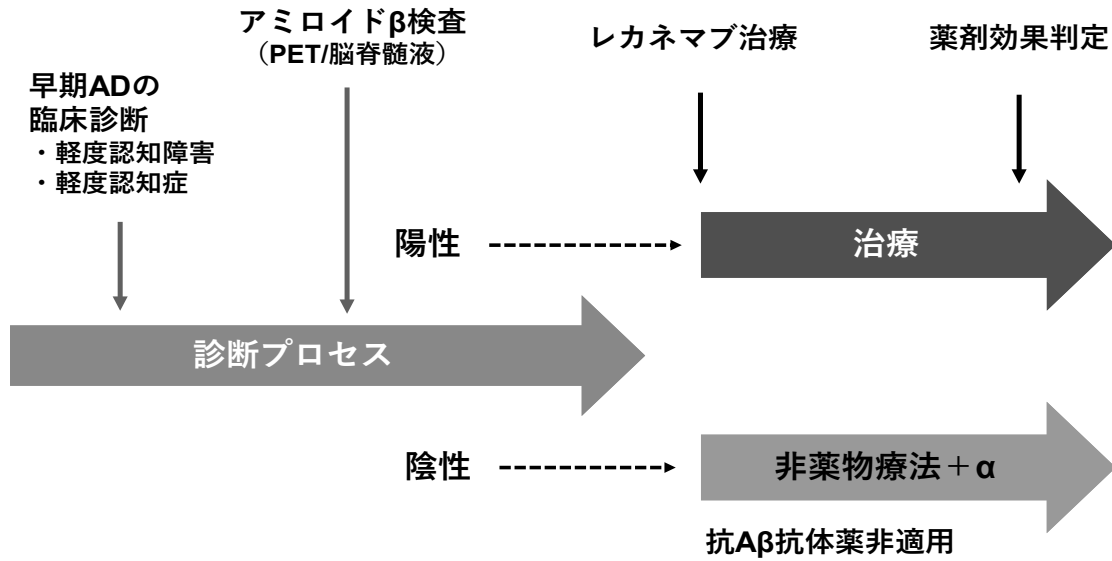 アミロイドβ検査
（PET/脳脊髄液）
レカネマブ治療
薬剤効果判定
早期ADの
臨床診断
・軽度認知障害
・軽度認知症
陽性
治療
診断プロセス
陰性
非薬物療法＋α
抗Aβ抗体薬非適用